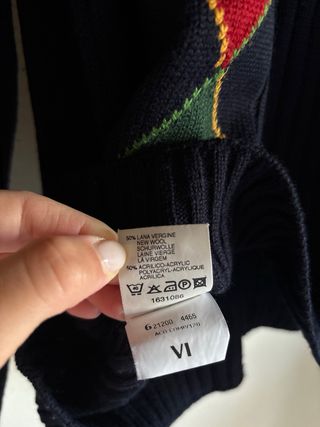 50% LANA VERGINE
NEW WOOL
SCHURWOLLE
LAINE VIERGE
LÃ VIRGEM
50% ACRILICO-ACRYLIC
POLYACRYL-ACRYLIQUE
ACRILICA
1631086
6 21200 4465
VI